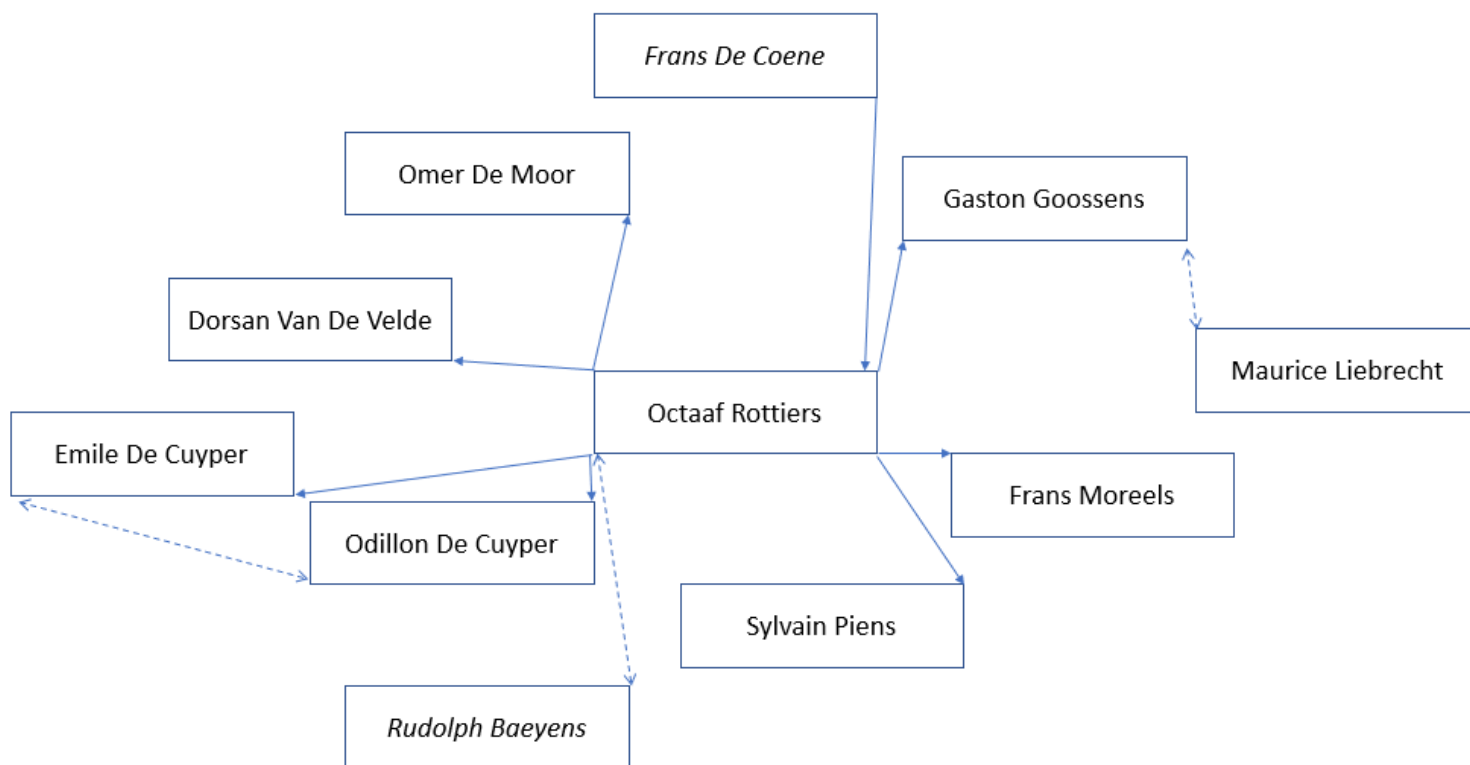 Frans De Coene
Omer De Moor
Gaston Goossens
Dorsan Van De Velde
Maurice Liebrecht
Octaaf Rottiers
Emile De Cuyper
Frans Moreels
Odillon De Cuyper
Sylvain Piens
Rudolph Baeyens